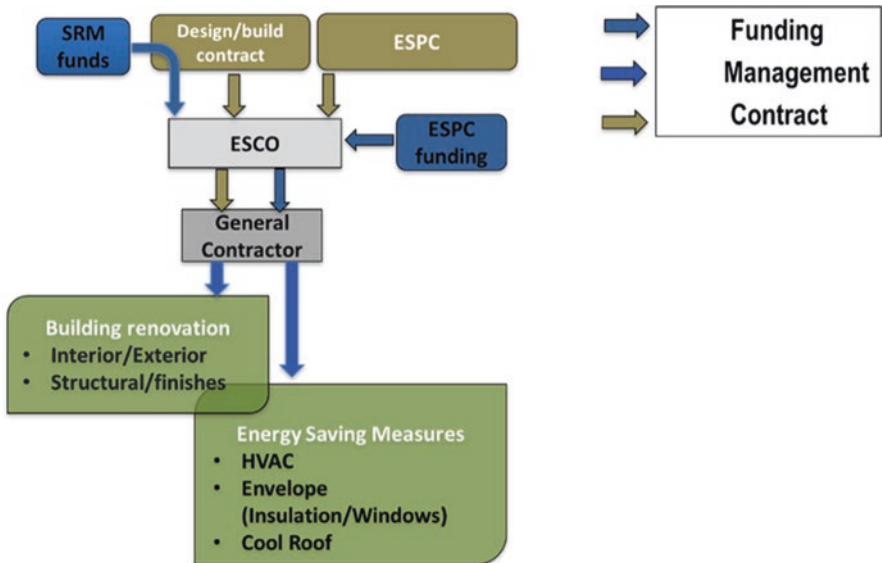 SRM
funds
Design/build
contract
ESPC
ESCO
ESPC
funding
General
Contractor
Building renovation
• Interior/Exterior
• Structural/finishes
Energy Saving Measures
• HVAC
• Envelope
(Insulation/Windows)
• Cool Roof
Funding
Management
Contract